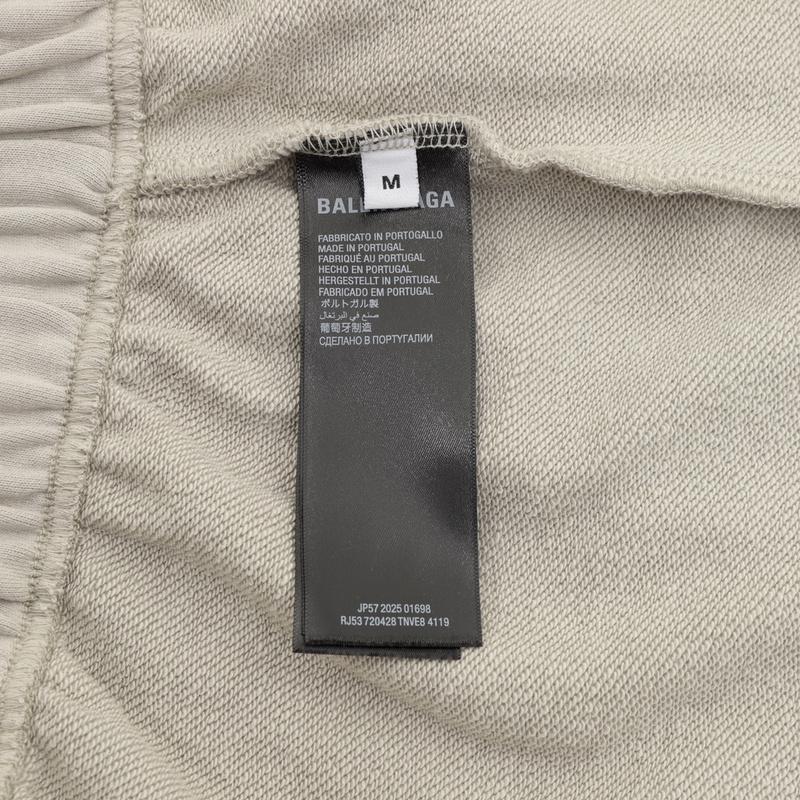 M
BALENCIAGA
FABBRICATO IN PORTOGALLO
MADE IN PORTUGAL
FABRIQUÉ AU PORTUGAL
HECHO EN PORTUGAL
HERGESTELLT IN PORTUGAL
FABRICADO EM PORTUGAL
ポルトガル製
صنع في البرتغال
葡萄牙制造
СДЕЛАНО В ПОРТУГАЛИИ
JP57 2025 01698
RJ53 720428 TNVE8 4119